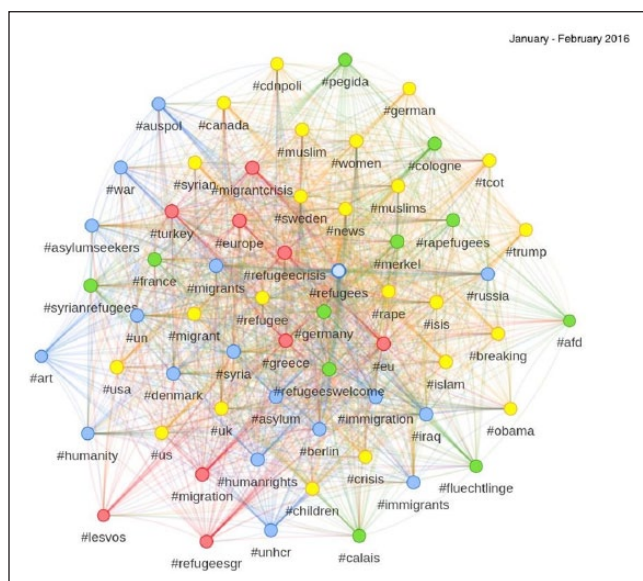 January - February 2016
#cdnpoli
#pegida
#german
#auspol
#canada
#muslim
#women
#cologne
#war
#syrian
#migrantcrisis
#tcot
#sweden
#news
#muslims
#turkey
#europe
#rapefugees
#trump
#asylumseekers
#refugeecrisis
#merkel
#france
#migrants
#refugees
#russia
#syrianrefugees
#refugee
#rape
#isis
#un
#migrant
#germany
#breaking
#afd
#greece
#eu
#art
#usa
#denmark
#syria
#refugeeswelcome
#islam
#uk
#asylum
#immigration
#iraq
#obama
#humanity
#us
#berlin
#humanrights
#crisis
#migration
#immigrants
#fluechtlinge
#children
#lesvos
#refugeesgr
#unhcr
#calais